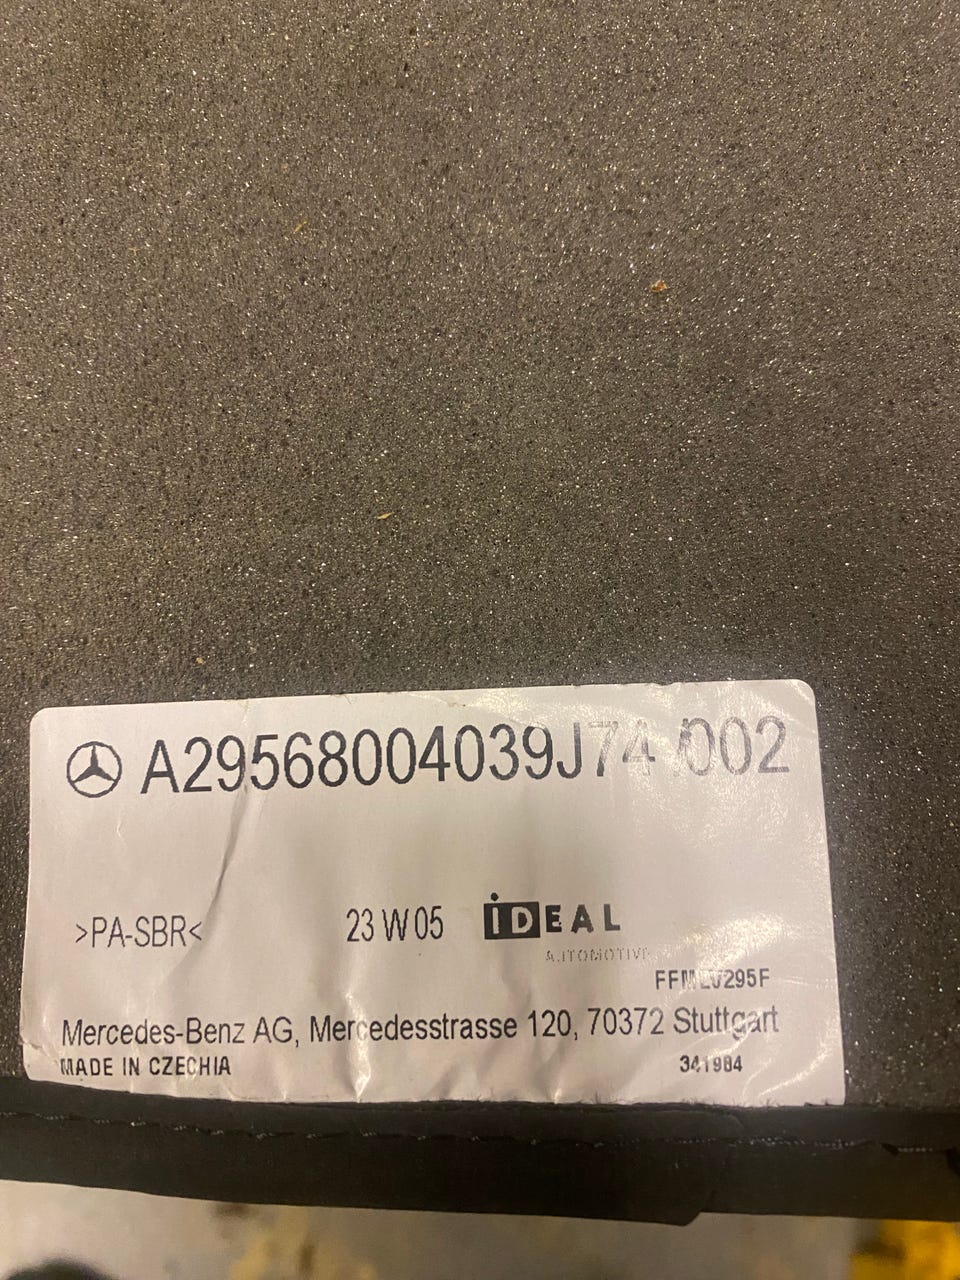 A29568004039J74 /002
>PA-SBR< 23 W 05 iDEAL
AUTOMOTIVE
295F
Mercedes-Benz AG, Mercedesstrasse 120, 70372 Stuttgart
MADE IN CZECHIA 341984